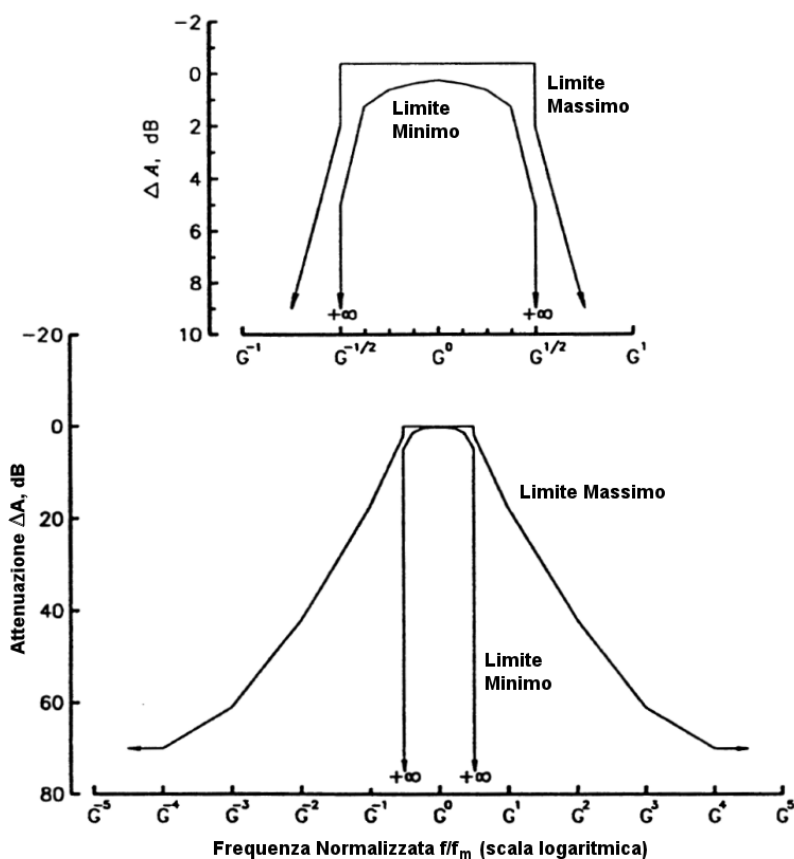 -2
0
2
4
6
8
10
Δ A, dB
Limite
Massimo
Limite
Minimo
+∞ +∞
G⁻¹ G⁻¹/² G⁰ G¹/² G¹
-20
0
20
40
60
80
Attenuazione ΔA, dB
Limite Massimo
Limite
Minimo
+∞ +∞
G⁻⁵ G⁻⁴ G⁻³ G⁻² G⁻¹ G⁰ G¹ G² G³ G⁴ G⁵
Frequenza Normalizzata f/fm (scala logaritmica)